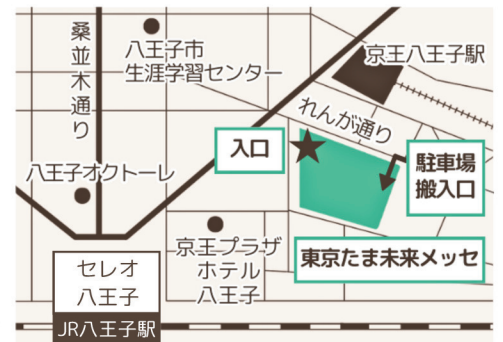 桑並木通り
八王子市
生涯学習センター
京王八王子駅
れんが通り
入口
駐車場
搬入口
八王子オクトーレ
京王プラザ
ホテル
八王子
東京たま未来メッセ
セレオ
八王子
JR八王子駅